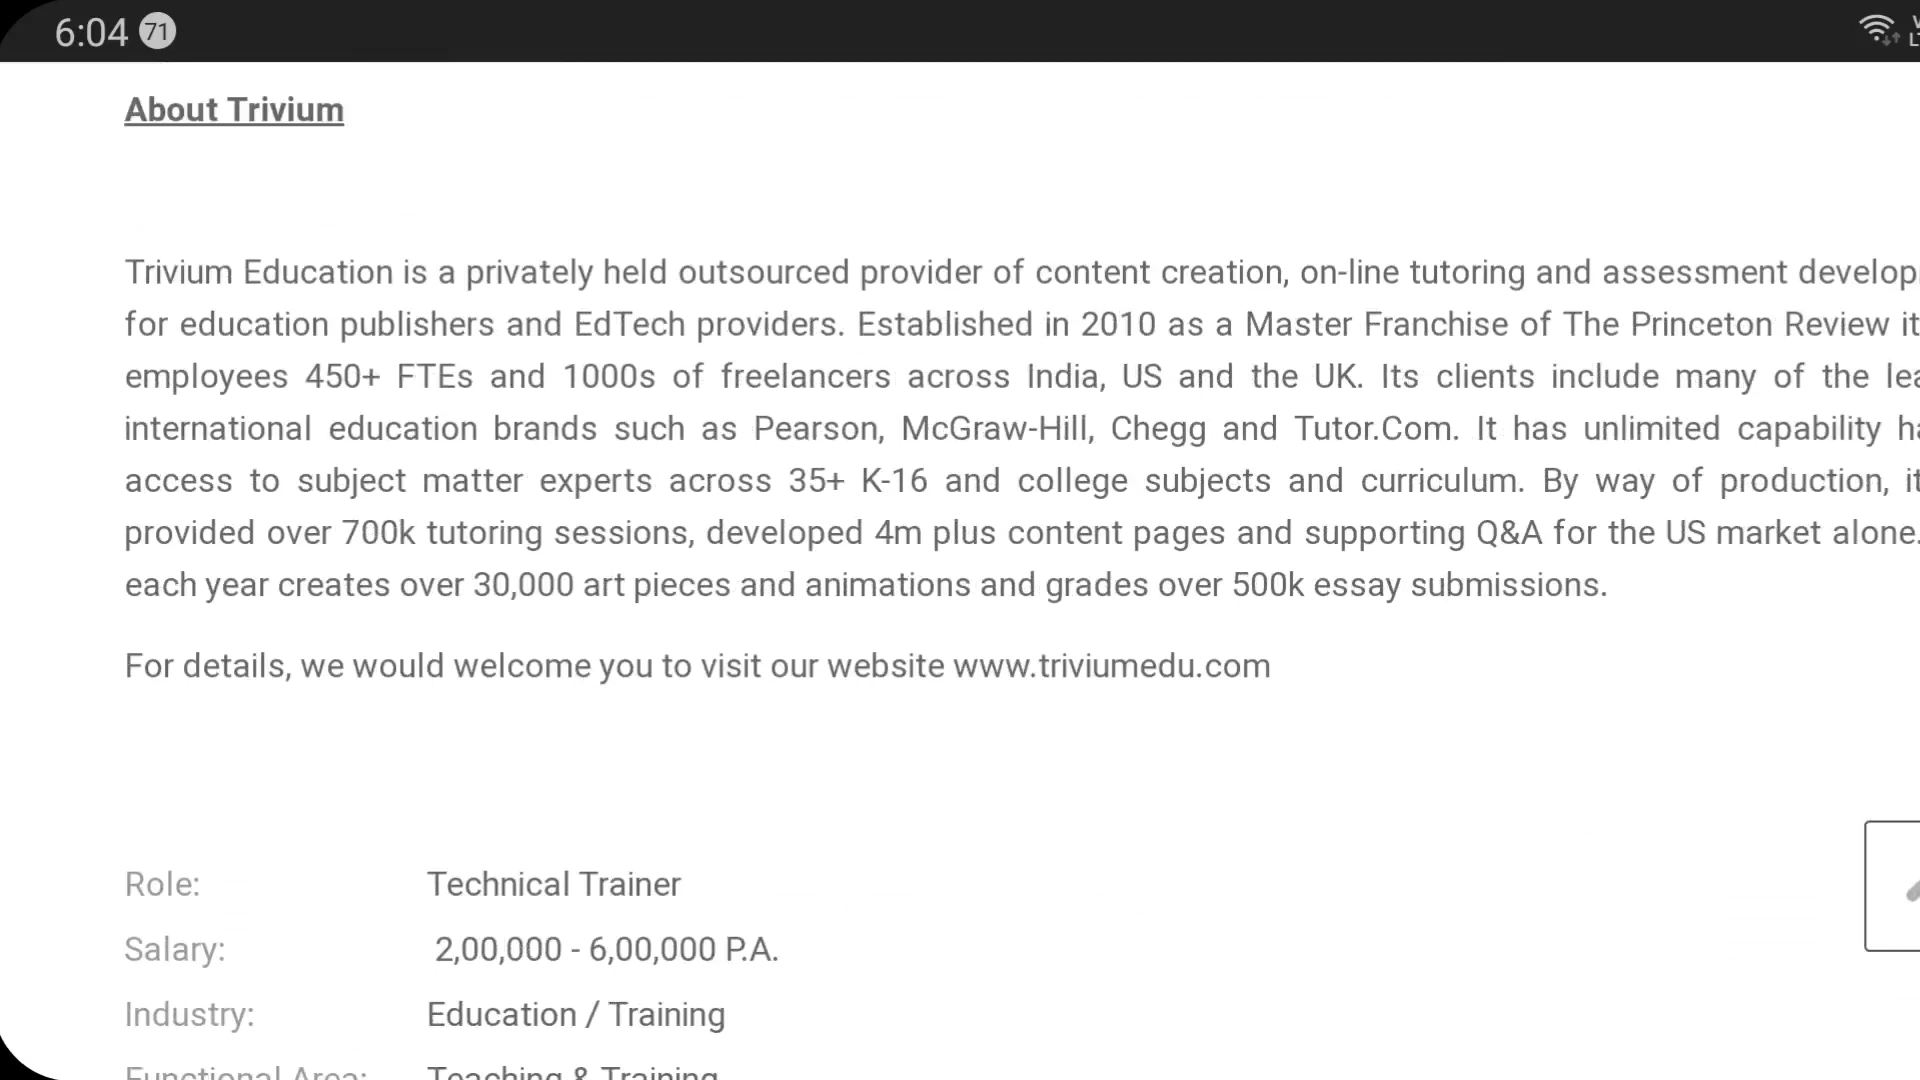 6:04 71
About Trivium
Trivium Education is a privately held outsourced provider of content creation, on-line tutoring and assessment
for education publishers and EdTech providers. Established in 2010 as a Master Franchise of The Princeton Review
employees 450+ FTEs and 1000s of freelancers across India, US and the UK. Its clients include many of the
international education brands such as Pearson, McGraw-Hill, Chegg and Tutor.Com. It has unlimited capability
access to subject matter experts across 35+ K-16 and college subjects and curriculum. By way of production,
provided over 700k tutoring sessions, developed 4m plus content pages and supporting Q&A for the US market alone.
each year creates over 30,000 art pieces and animations and grades over 500k essay submissions.
For details, we would welcome you to visit our website www.triviumedu.com
Role: Technical Trainer
Salary: 2,00,000 - 6,00,000 P.A.
Industry: Education / Training
Functional Area: Teaching & Training